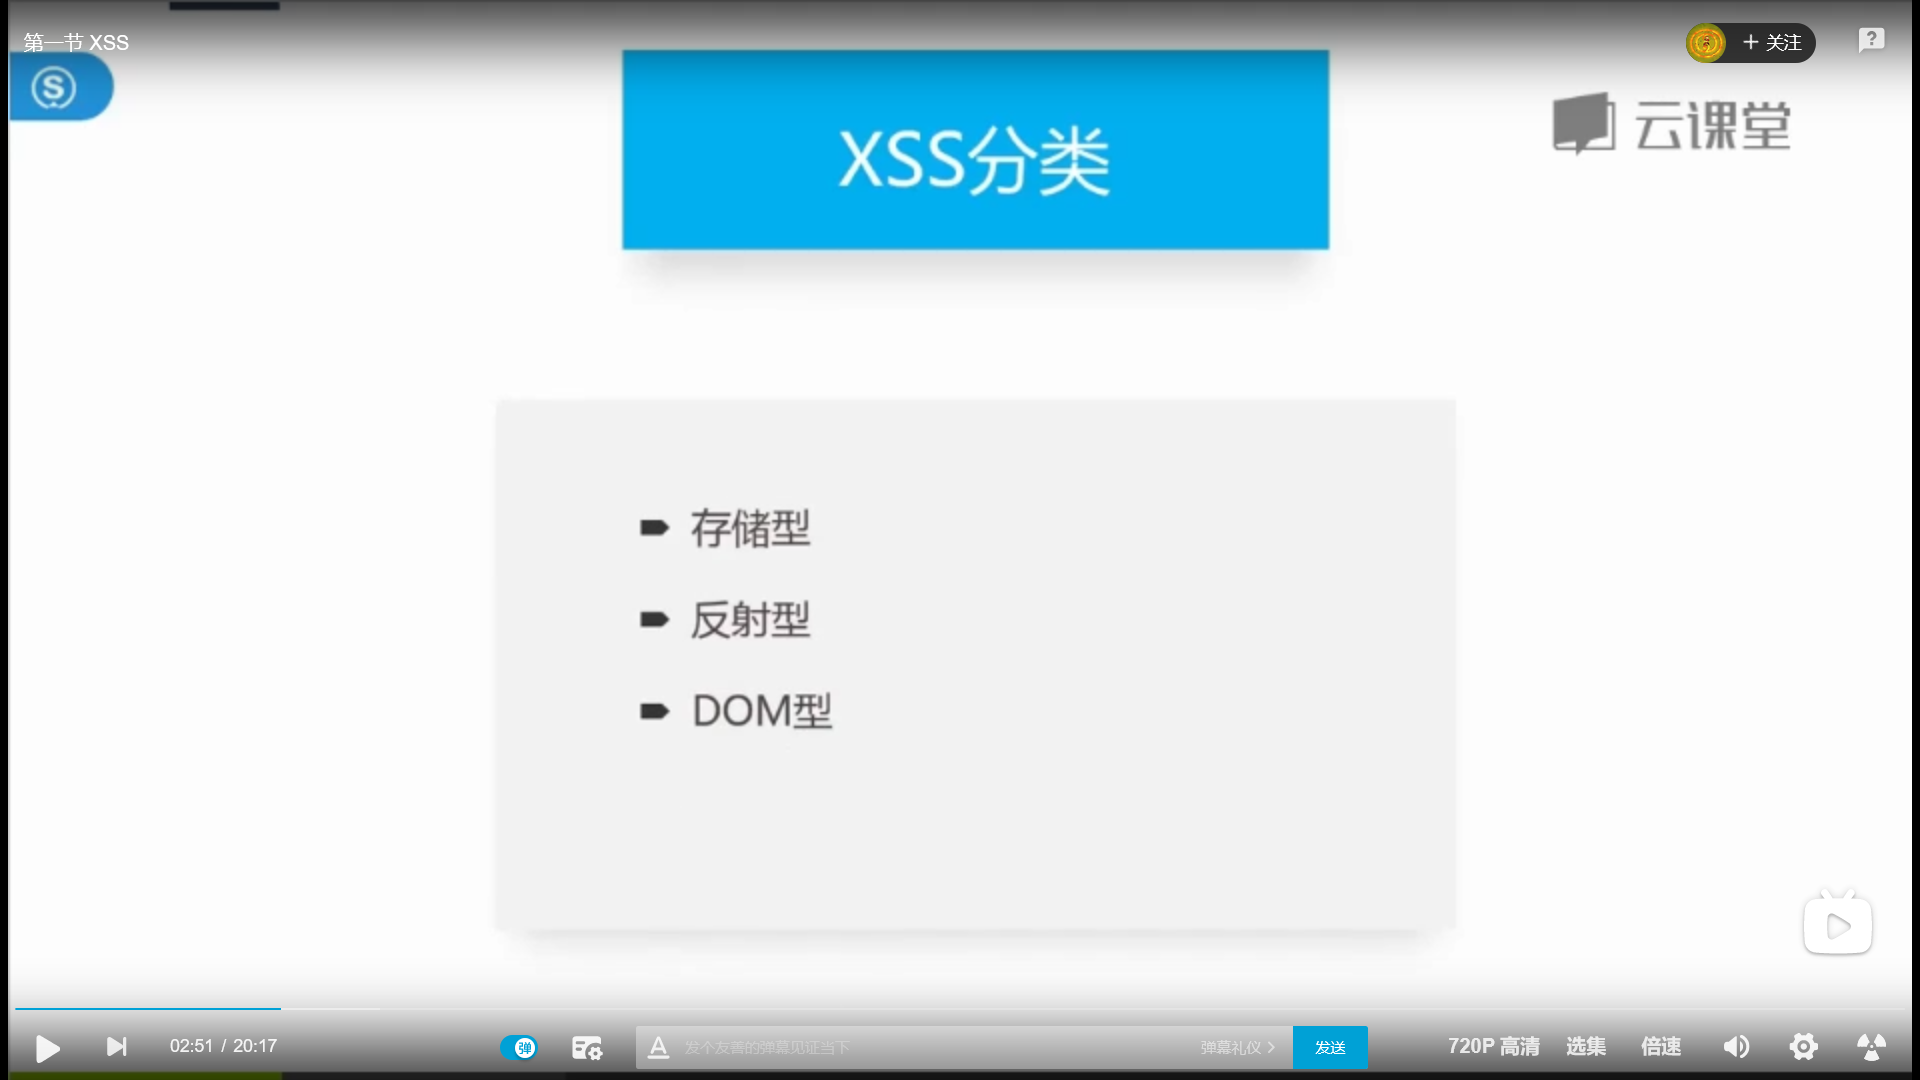 第一节 XSS
+ 关注
云课堂
XSS分类
存储型
反射型
DOM型
02:51 / 20:17
弹
发个友善的弹幕见证当下
弹幕礼仪 >
发送
720P 高清
选集
倍速